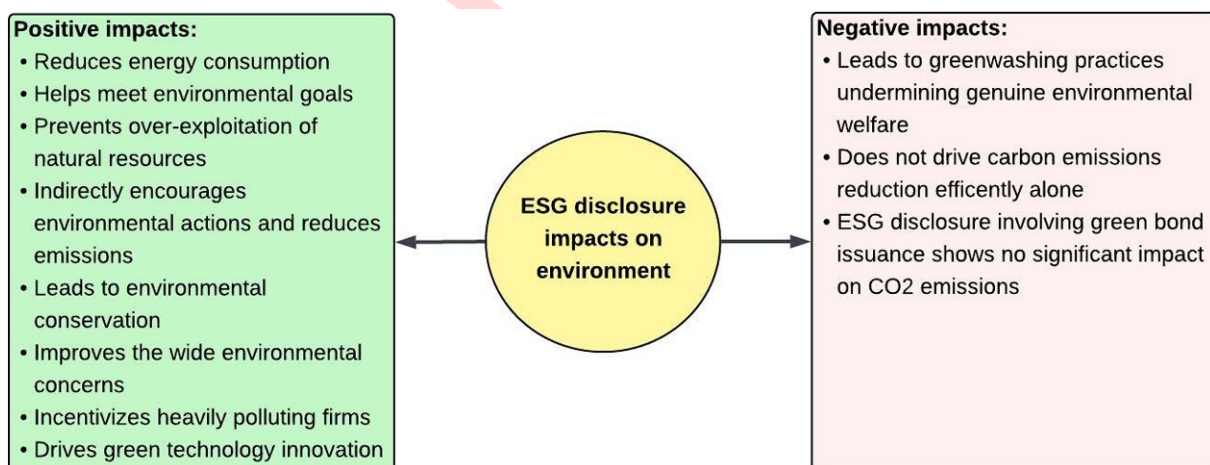 Positive impacts:
• Reduces energy consumption
• Helps meet environmental goals
• Prevents over-exploitation of
natural resources
• Indirectly encourages
environmental actions and reduces
emissions
• Leads to environmental
conservation
• Improves the wide environmental
concerns
• Incentivizes heavily polluting firms
• Drives green technology innovation
ESG disclosure
impacts on
environment
Negative impacts:
• Leads to greenwashing practices
undermining genuine environmental
welfare
• Does not drive carbon emissions
reduction efficently alone
• ESG disclosure involving green bond
issuance shows no significant impact
on CO2 emissions